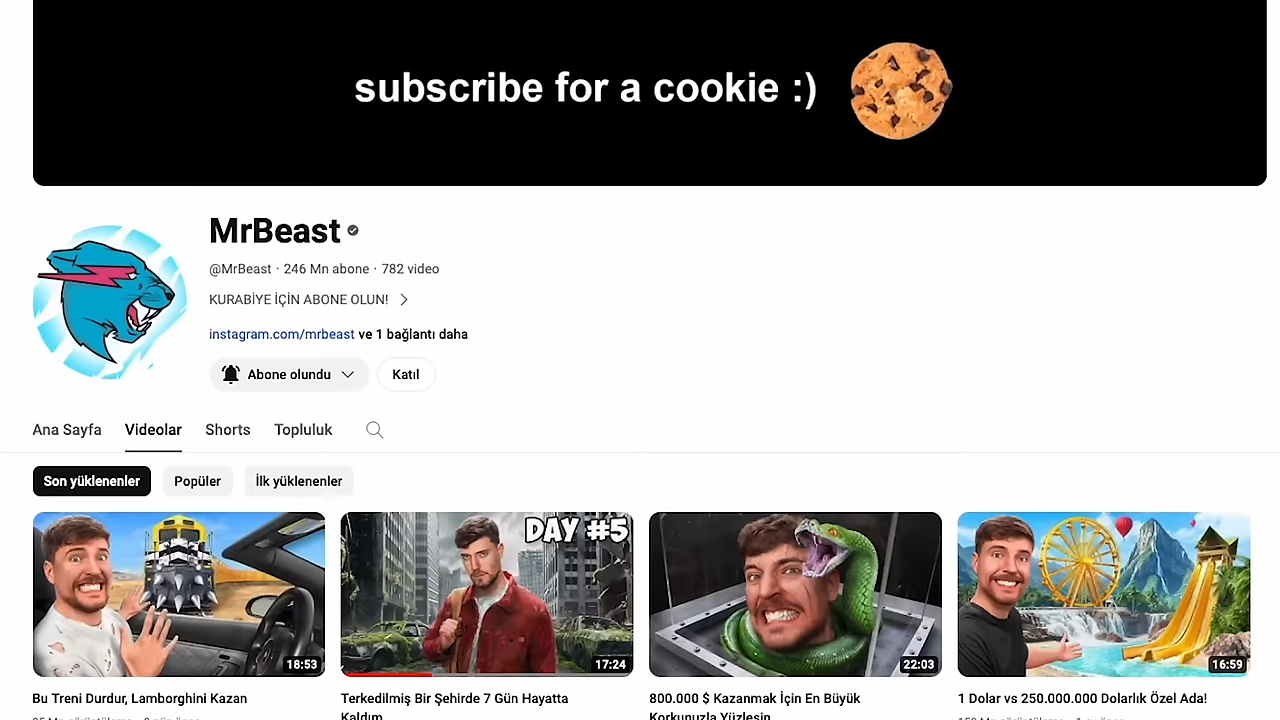 subscribe for a cookie :)
MrBeast
@MrBeast · 246 Mn abone · 782 video
KURABİYE İÇİN ABONE OLUN!
instagram.com/mrbeast ve 1 bağlantı daha
Abone olundu Katıl
Ana Sayfa Videolar Shorts Topluluk
Son yüklenenler Popüler İlk yüklenenler
DAY #5
18:53 17:24 22:03 16:59
Bu Treni Durdur, Lamborghini Kazan
Terkedilmiş Bir Şehirde 7 Gün Hayatta
Kaldım
800.000 $ Kazanmak İçin En Büyük
Korkunuzla Yüzleşin
1 Dolar vs 250.000.000 Dolarlık Özel Ada!